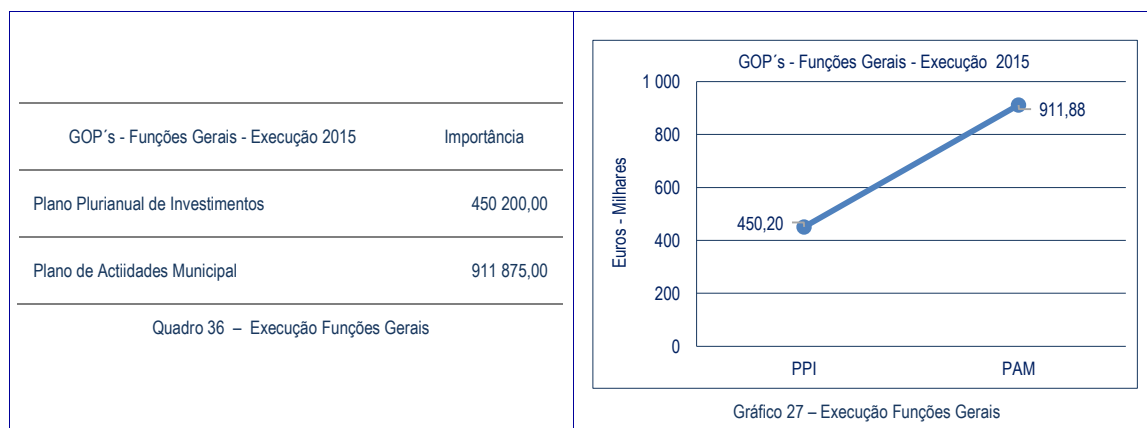 GOP´s - Funções Gerais - Execução 2015 Importância
Plano Plurianual de Investimentos 450 200,00
Plano de Actiidades Municipal 911 875,00
Quadro 36 – Execução Funções Gerais
GOP´s - Funções Gerais - Execução 2015
Euros - Milhares
1 000
800
600
400
200
0
450,20
911,88
PPI PAM
Gráfico 27 – Execução Funções Gerais